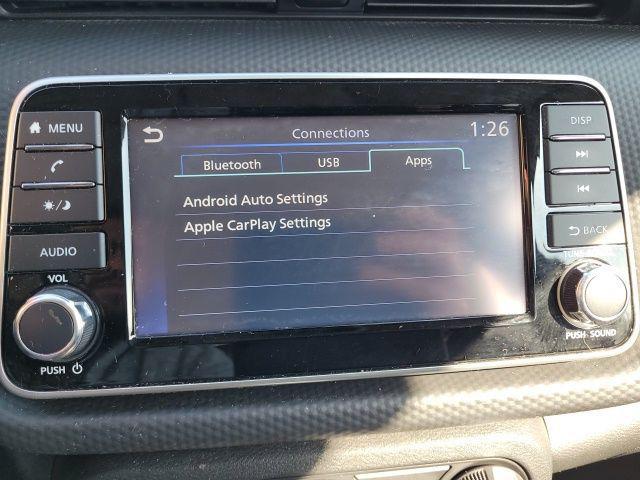 MENU
Connections 1:26
Bluetooth USB Apps
Android Auto Settings
Apple CarPlay Settings
AUDIO
VOL
PUSH
DISP
BACK
PUSH·SOUND